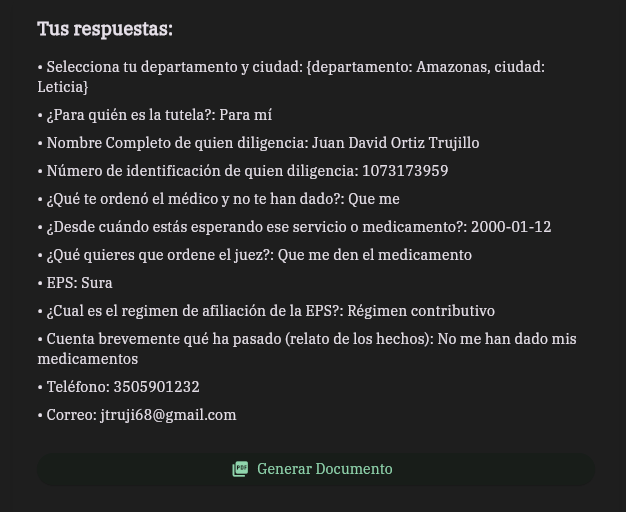 Tus respuestas:
• Selecciona tu departamento y ciudad: {departamento: Amazonas, ciudad:
Leticia}
• ¿Para quién es la tutela?: Para mí
• Nombre Completo de quien diligencia: Juan David Ortiz Trujillo
• Número de identificación de quien diligencia: 1073173959
• ¿Qué te ordenó el médico y no te han dado?: Que me
• ¿Desde cuándo estás esperando ese servicio o medicamento?: 2000-01-12
• ¿Qué quieres que ordene el juez?: Que me den el medicamento
• EPS: Sura
• ¿Cual es el regimen de afiliación de la EPS?: Régimen contributivo
• Cuenta brevemente qué ha pasado (relato de los hechos): No me han dado mis
medicamentos
• Teléfono: 3505901232
• Correo: jtruji68@gmail.com
PDF Generar Documento